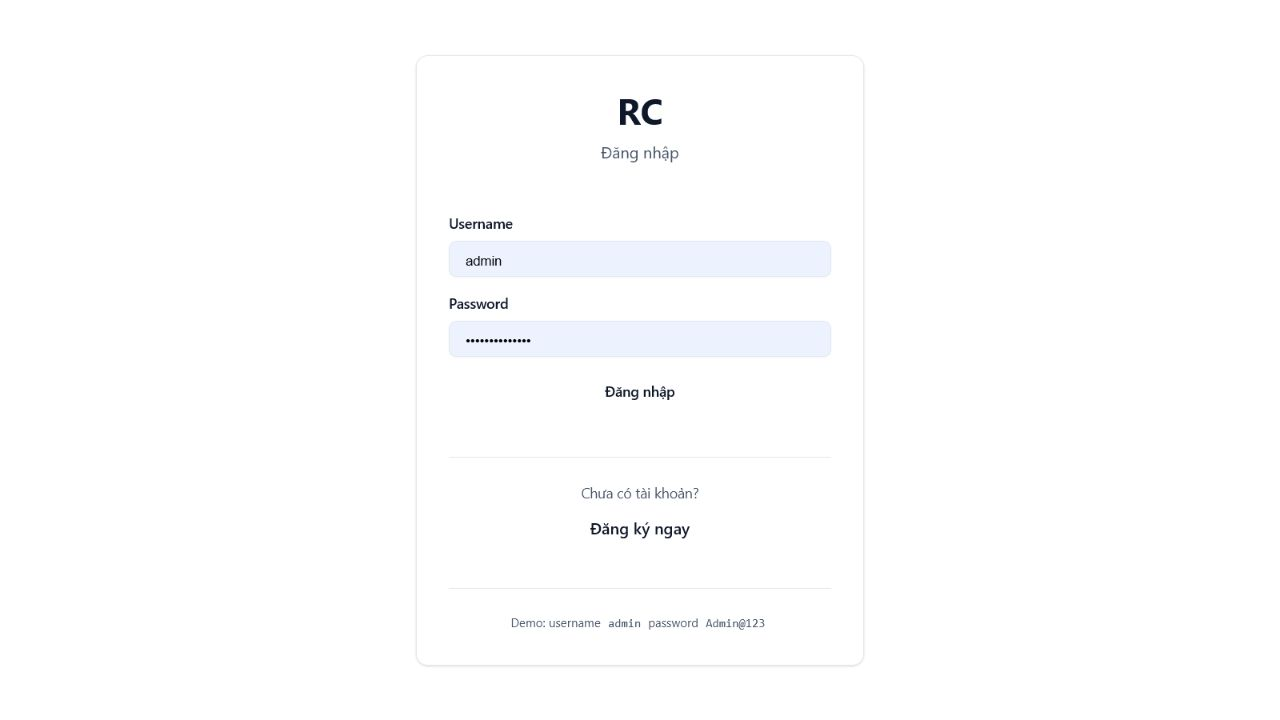 RC
Đăng nhập
Username
admin
Password
••••••••••••••
Đăng nhập
Chưa có tài khoản?
Đăng ký ngay
Demo: username admin password Admin@123